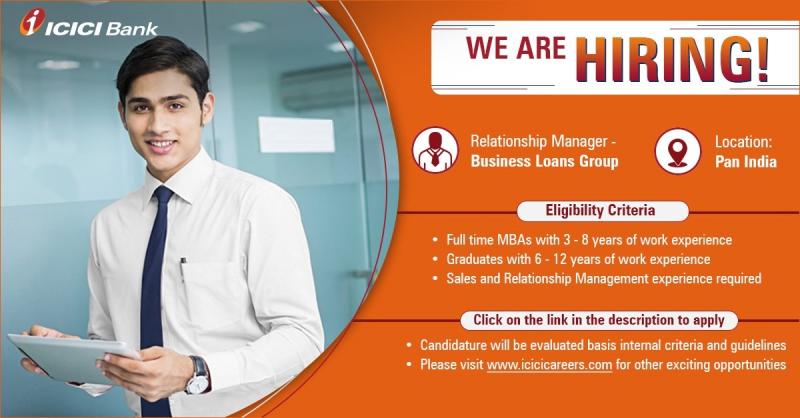 ICICI Bank
WE ARE HIRING!
Relationship Manager -
Business Loans Group
Location:
Pan India
Eligibility Criteria
• Full time MBAs with 3 - 8 years of work experience
• Graduates with 6 - 12 years of work experience
• Sales and Relationship Management experience required
Click on the link in the description to apply
• Candidature will be evaluated basis internal criteria and guidelines
• Please visit www.icicicareers.com for other exciting opportunities